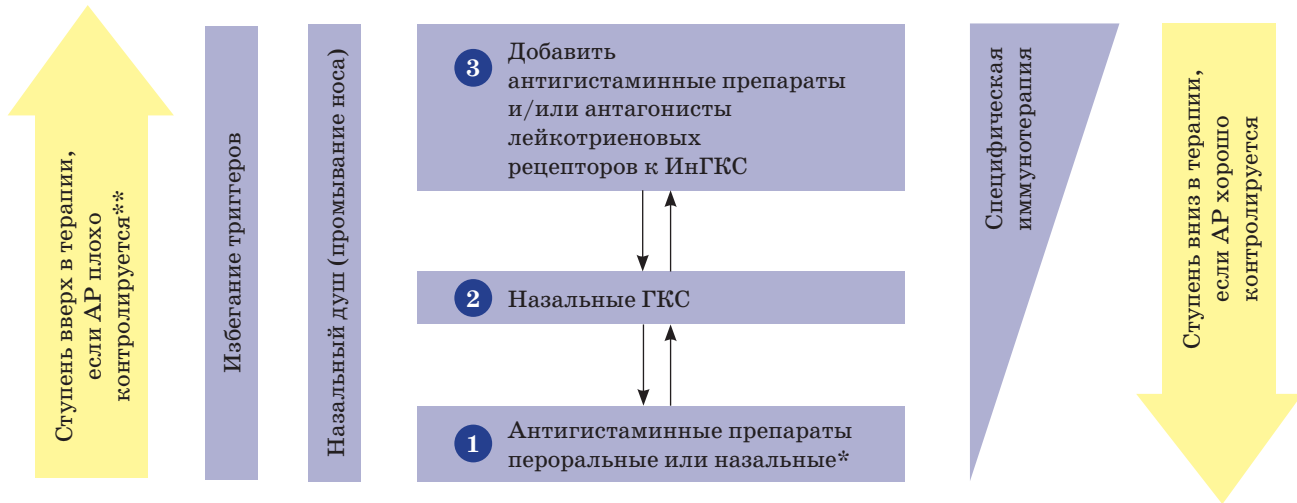 Ступень вверх в терапии,
если АР плохо
контролируется**
Избегание триггеров
Назальный душ (промывание носа)
3 Добавить
антигистаминные препараты
и/или антагонисты
лейкотриеновых
рецепторов к ИнГКС
2 Назальные ГКС
1 Антигистаминные препараты
пероральные или назальные*
Специфическая
иммунотерапия
Ступень вниз в терапии,
если АР хорошо
контролируется